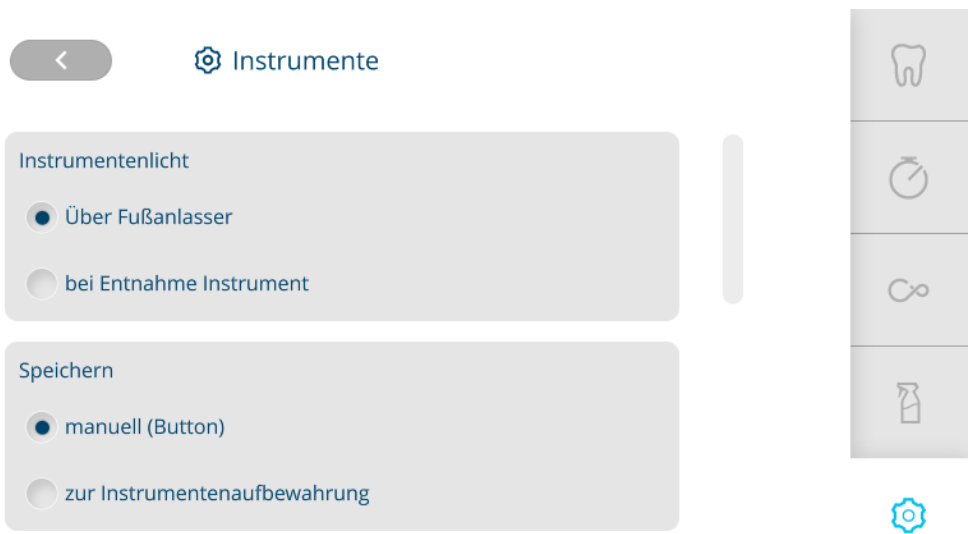 Instrumente
Instrumentenlicht
Über Fußanlasser
bei Entnahme Instrument
Speichern
manuell (Button)
zur Instrumentenaufbewahrung